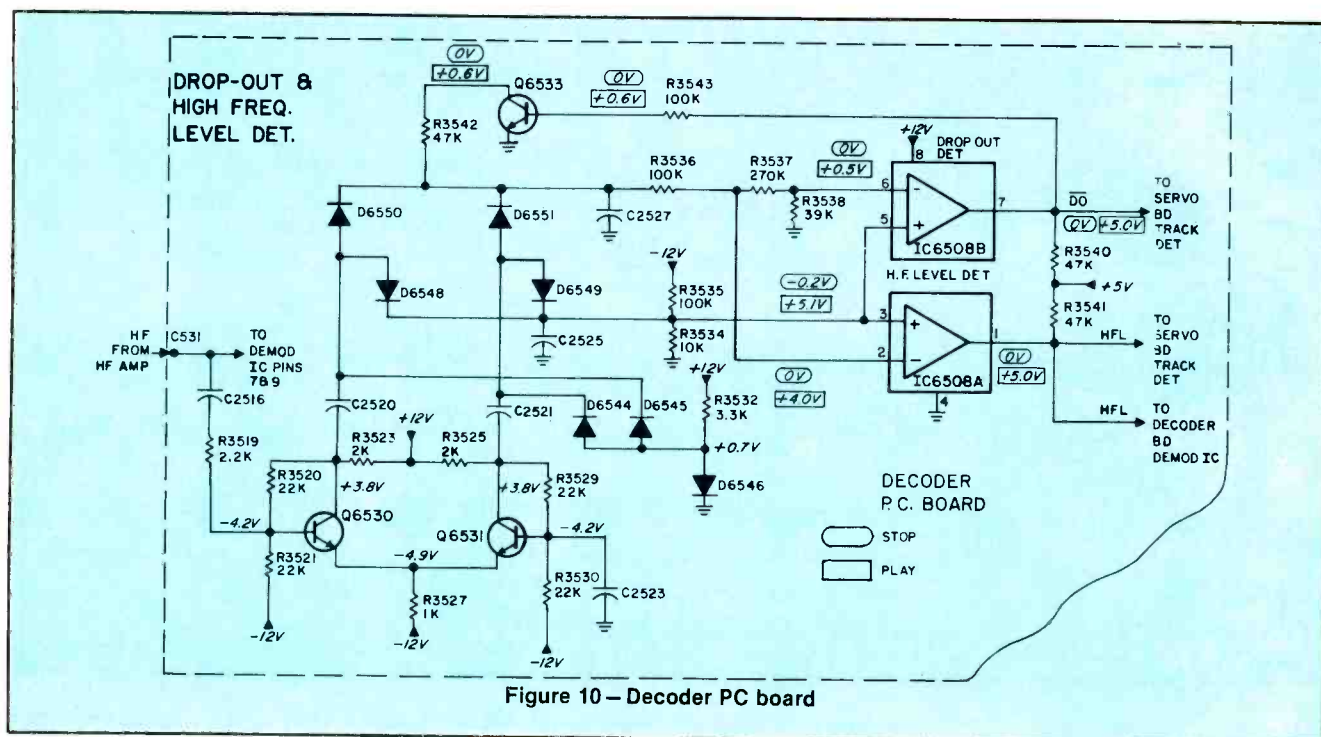 DROP-OUT &
HIGH FREQ.
LEVEL DET.
0V
+0.6V
Q6533
0V
+0.6V
R3543
100K
R3542
47K
+12V
8
DROP OUT
DET
R3536
100K
R3537
270K
0V
+0.5V
6
-
5
+
7
IC6508B
R3538
39K
D6550
D6551
C2527
DO
0V
+5.0V
TO
SERVO
BD
TRACK
DET
-12V
H.F. LEVEL DET
R3540
47K
+5V
R3541
47K
D6548
D6549
R3535
100K
-0.2V
+5.1V
3
+
2
-
1
IC6508A
4
C2525
R3534
10K
HF
FROM
HF AMP
C531
TO
DEMOD
IC PINS
7&9
+12V
0V
+4.0V
0V
+5.0V
HFL
TO
SERVO
BD
TRACK
DET
C2516
C2520
C2521
D6544
D6545
R3532
3.3K
HFL
TO
DECODER
BD
DEMOD IC
+12V
R3519
2.2K
R3523
2K
R3525
2K
+0.7V
R3520
22K
+3.8V
+3.8V
R3529
22K
D6546
DECODER
P.C. BOARD
-4.2V
Q6530
Q6531
-4.2V
STOP
R3521
22K
-4.9V
R3530
22K
C2523
PLAY
R3527
1K
-12V
-12V
-12V
Figure 10 – Decoder PC board